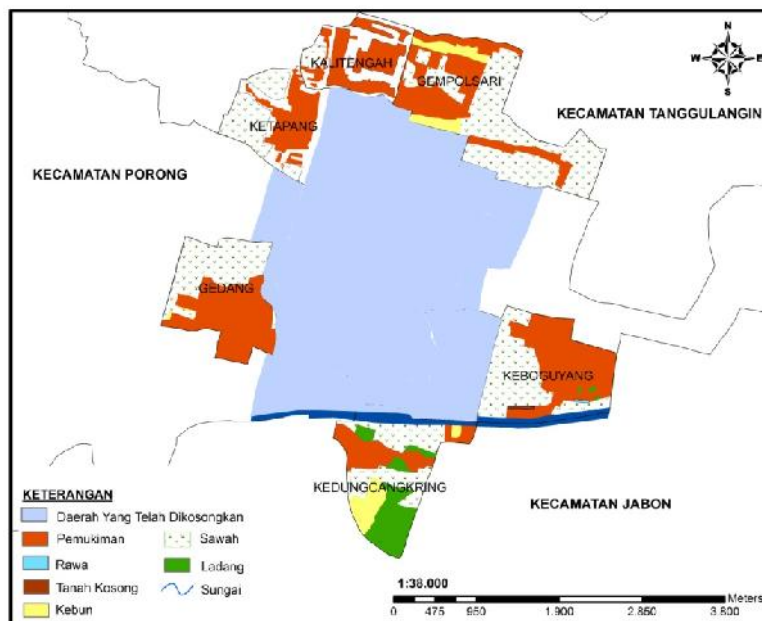 N
W E
S
KALITENGAH
GEMPOLSARI
KECAMATAN TANGGULANGIN
KETAPANG
KECAMATAN PORONG
GEDANG
KEBOGUYANG
KEDUNGCANGKRING
KECAMATAN JABON
KETERANGAN
Daerah Yang Telah Dikosongkan
Pemukiman
Sawah
Rawa
Ladang
Tanah Kosong
Sungai
Kebun
1:38.000
Meters
0 475 950 1.900 2.850 3.800